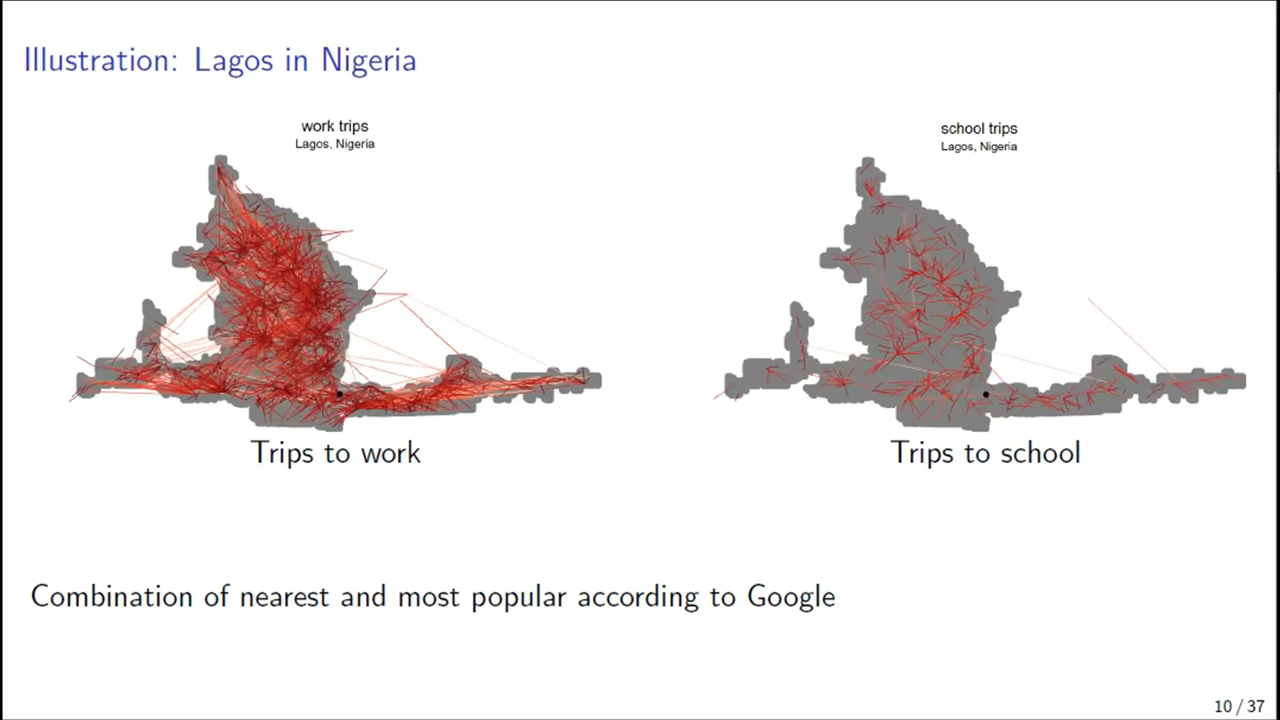 Illustration: Lagos in Nigeria
work trips
Lagos, Nigeria
school trips
Lagos, Nigeria
Trips to work
Trips to school
Combination of nearest and most popular according to Google
10 / 37